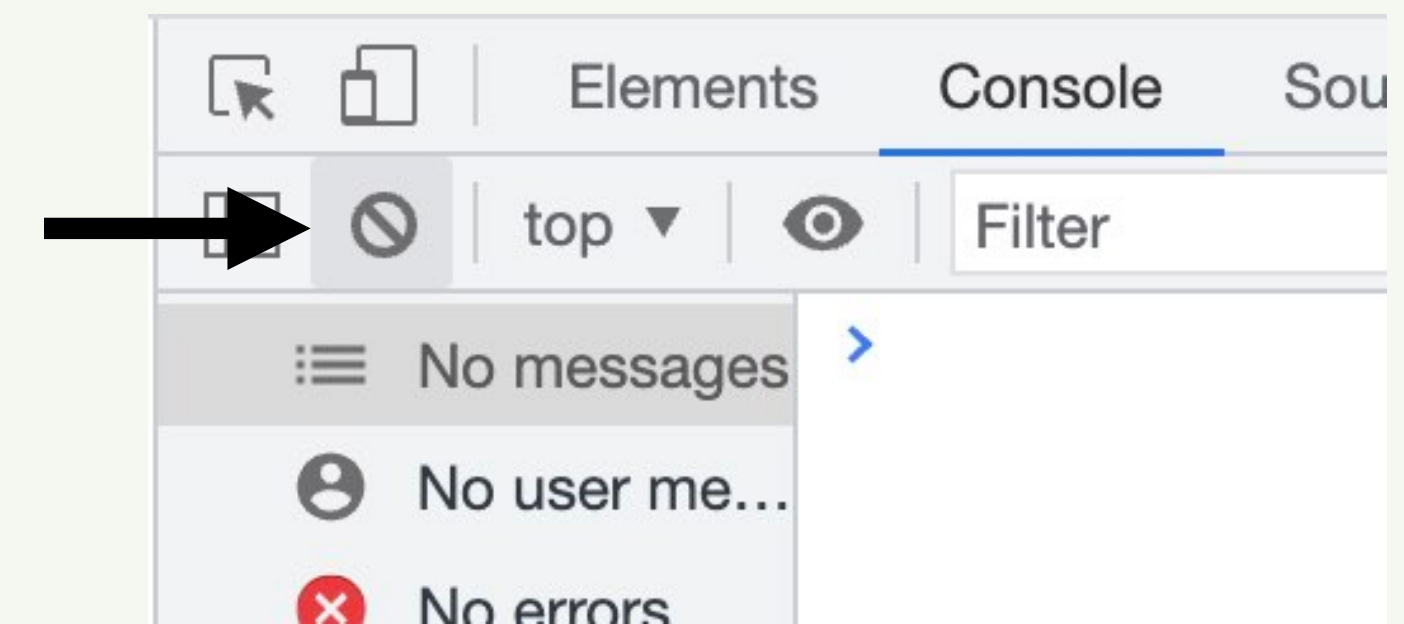 Elements Console Sou
top Filter
No messages
No user me...
No errors